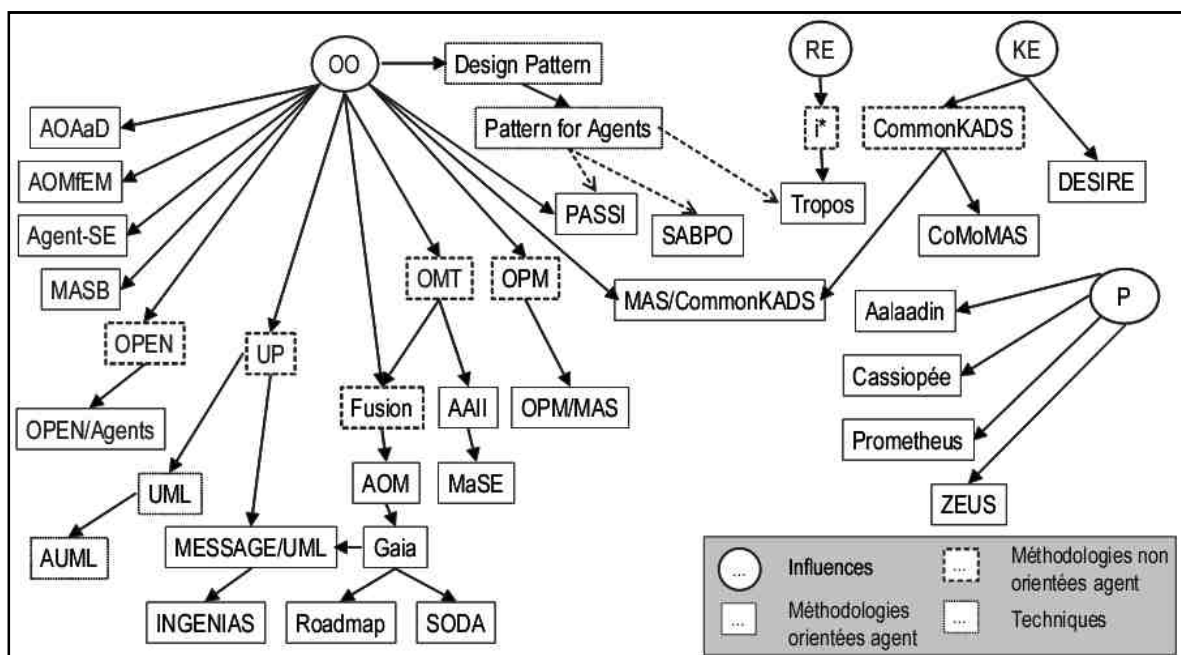 OO
Design Pattern
RE
KE
AOAaD
Pattern for Agents
i*
CommonKADS
AOMfEM
PASSI
Tropos
DESIRE
Agent-SE
SABPO
CoMoMAS
MASB
OMT
OPM
MAS/CommonKADS
Aalaadin
P
OPEN
UP
Cassiopée
Fusion
AAII
OPM/MAS
OPEN/Agents
Prometheus
UML
AOM
MaSE
ZEUS
AUML
MESSAGE/UML
Gaia
INGENIAS
Roadmap
SODA
...
Influences
...
Méthodologies non
orientées agent
...
Méthodologies
orientées agent
...
Techniques